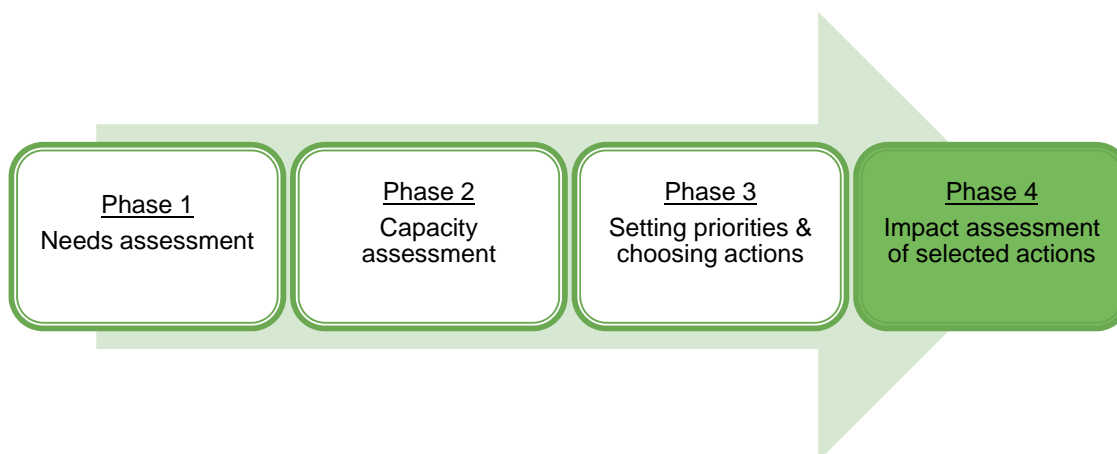 Phase 1
Needs assessment
Phase 2
Capacity
assessment
Phase 3
Setting priorities &
choosing actions
Phase 4
Impact assessment
of selected actions